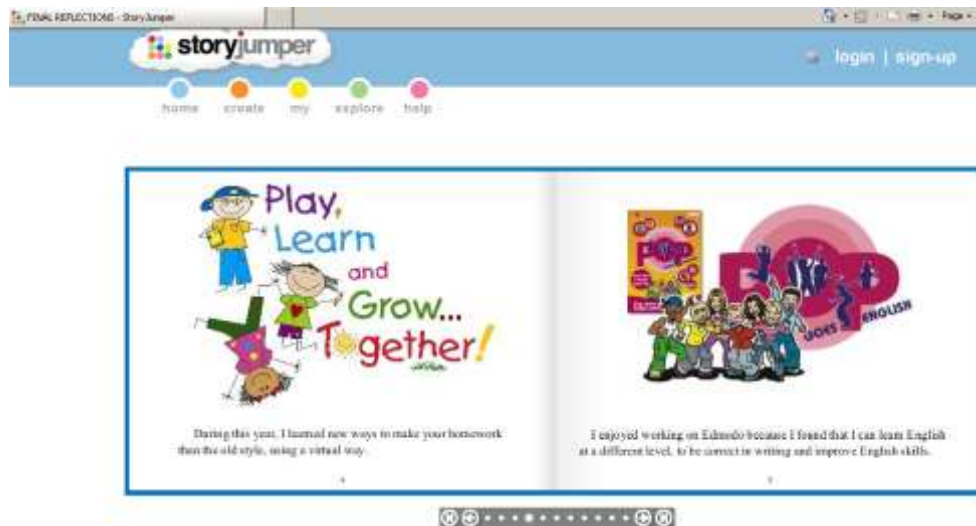 FINAL REFLECTIONS - StoryJumper
Page
storyjumper
login | sign-up
home create my explore help
Play,
Learn
and
Grow...
Together!
During this year, I learned new ways to make your homework
than the old style, using a virtual way.
4
POP
POP
GOES ENGLISH
I enjoyed working on Edmodo because I found that I can learn English
at a different level, to be correct in writing and improve English skills.